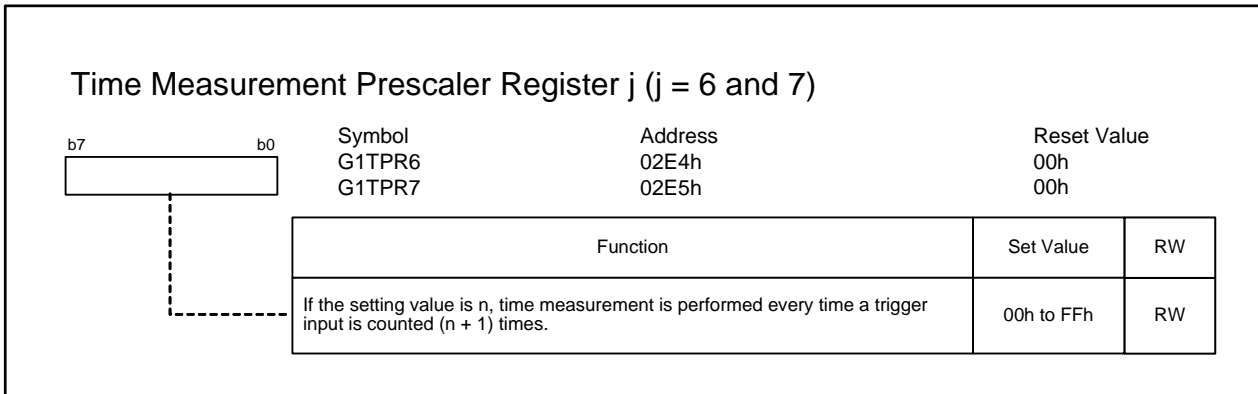 Time Measurement Prescaler Register j (j = 6 and 7)
b7 b0 Symbol Address Reset Value
G1TPR6 02E4h 00h
G1TPR7 02E5h 00h
Function Set Value RW
If the setting value is n, time measurement is performed every time a trigger
input is counted (n + 1) times.
00h to FFh RW